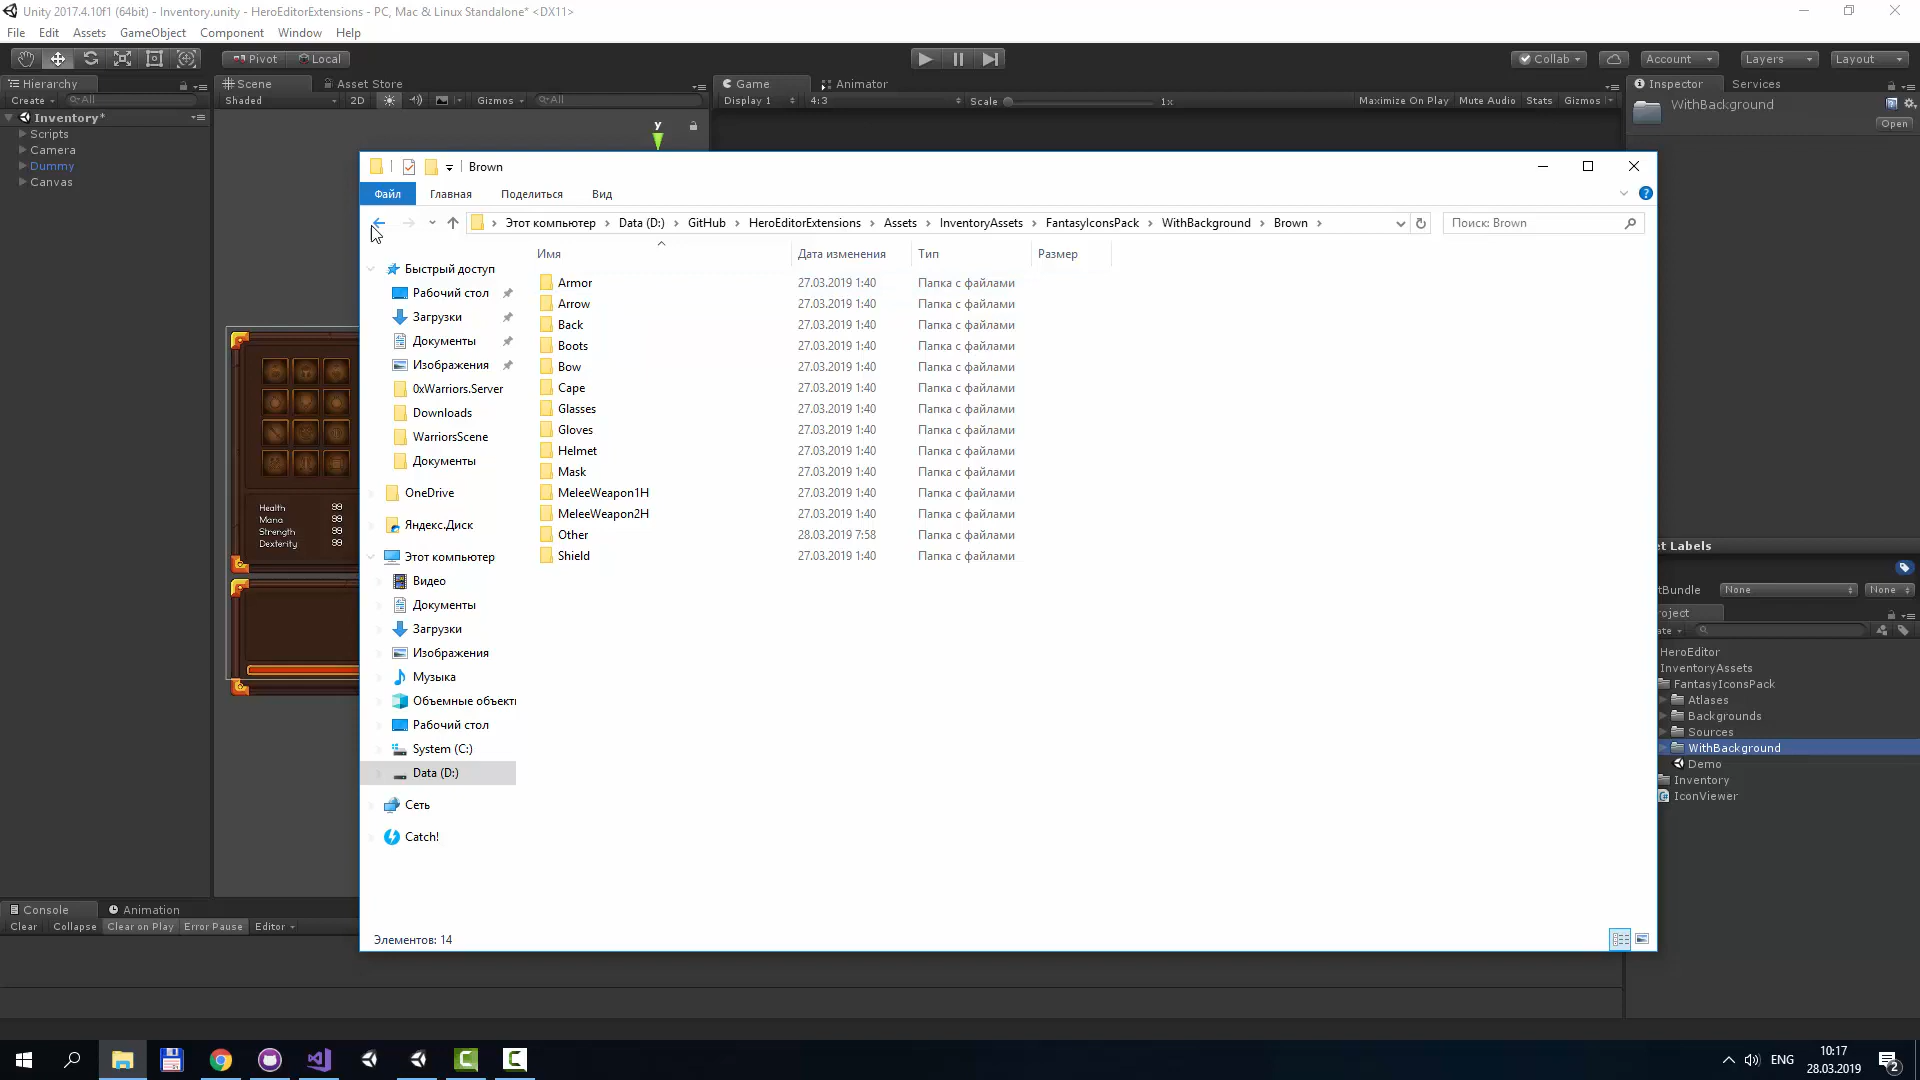 Unity 2017.4.10f1 (64bit) - Inventory.unity - HeroEditorExtensions - PC, Mac & Linux Standalone* <DX11>
File Edit Assets GameObject Component Window Help
Pivot Local Collab Account Layers Layout
Hierarchy Scene Asset Store Game Animator Inspector Services
Create All Shaded 2D Gizmos All Display 1 4:3 Scale 1x Maximize On Play Mute Audio Stats Gizmos WithBackground
Open
Inventory*
Scripts
Camera
Dummy
Canvas
y
Brown
Файл Главная Поделиться Вид
Этот компьютер Data (D:) GitHub HeroEditorExtensions Assets InventoryAssets FantasyIconsPack WithBackground Brown Поиск: Brown
Имя Дата изменения Тип Размер
Быстрый доступ
Рабочий стол
Загрузки
Документы
Изображения
0xWarriors.Server
Downloads
WarriorsScene
Документы
OneDrive
Яндекс.Диск
Этот компьютер
Видео
Документы
Загрузки
Изображения
Музыка
Объемные объекты
Рабочий стол
System (C:)
Data (D:)
Сеть
Catch!
Armor 27.03.2019 1:40 Папка с файлами
Arrow 27.03.2019 1:40 Папка с файлами
Back 27.03.2019 1:40 Папка с файлами
Boots 27.03.2019 1:40 Папка с файлами
Bow 27.03.2019 1:40 Папка с файлами
Cape 27.03.2019 1:40 Папка с файлами
Glasses 27.03.2019 1:40 Папка с файлами
Gloves 27.03.2019 1:40 Папка с файлами
Helmet 27.03.2019 1:40 Папка с файлами
Mask 27.03.2019 1:40 Папка с файлами
MeleeWeapon1H 27.03.2019 1:40 Папка с файлами
MeleeWeapon2H 27.03.2019 1:40 Папка с файлами
Other 28.03.2019 7:58 Папка с файлами
Shield 27.03.2019 1:40 Папка с файлами
Элементов: 14
Health 99
Mana 99
Strength 99
Dexterity 99
et Labels
tBundle None None
roject
ate
HeroEditor
InventoryAssets
FantasyIconsPack
Atlases
Backgrounds
Sources
WithBackground
Demo
Inventory
IconViewer
Console Animation
Clear Collapse Clear on Play Error Pause Editor
ENG 10:17
28.03.2019
2